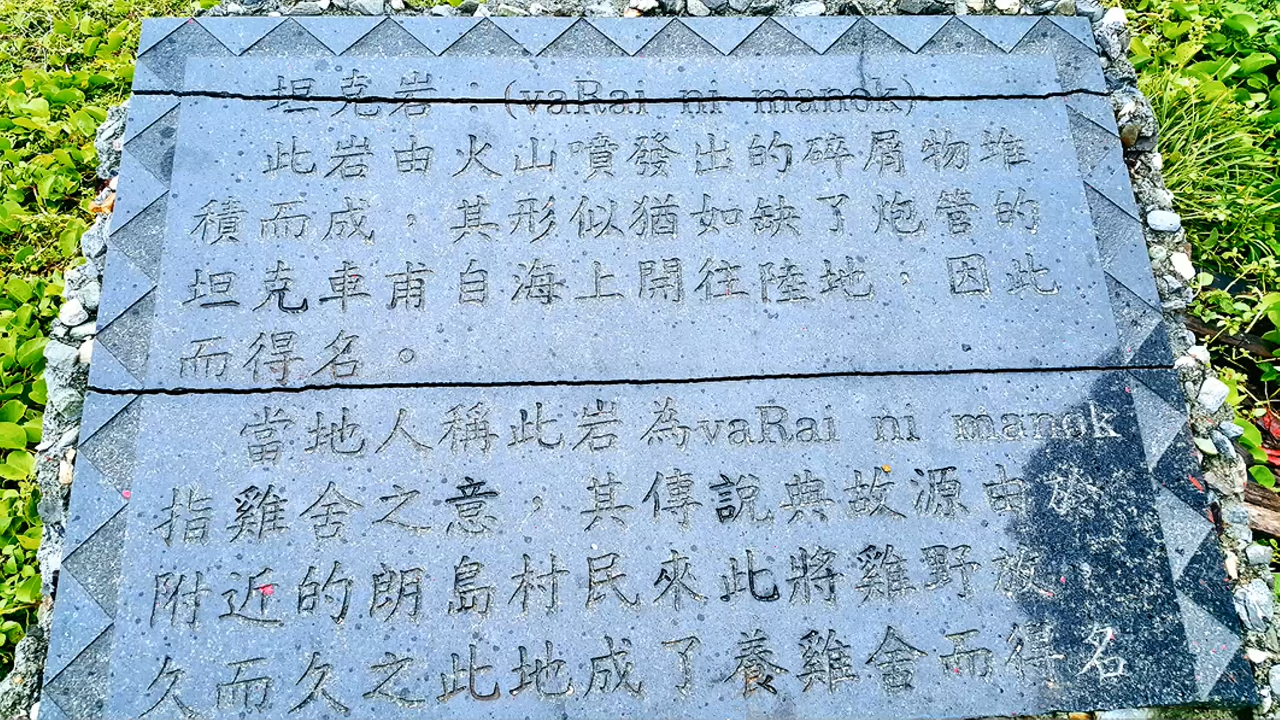 坦克岩：(vaRai ni manok)
此岩由火山噴發出的碎屑物堆
積而成，其形似猶如缺了炮管的
坦克車甫自海上開往陸地，因此
而得名。
當地人稱此岩為vaRai ni manok
指雞舍之意，其傳說典故源由於
附近的朗島村民來此將雞野放
久而久之此地成了養雞舍而得名